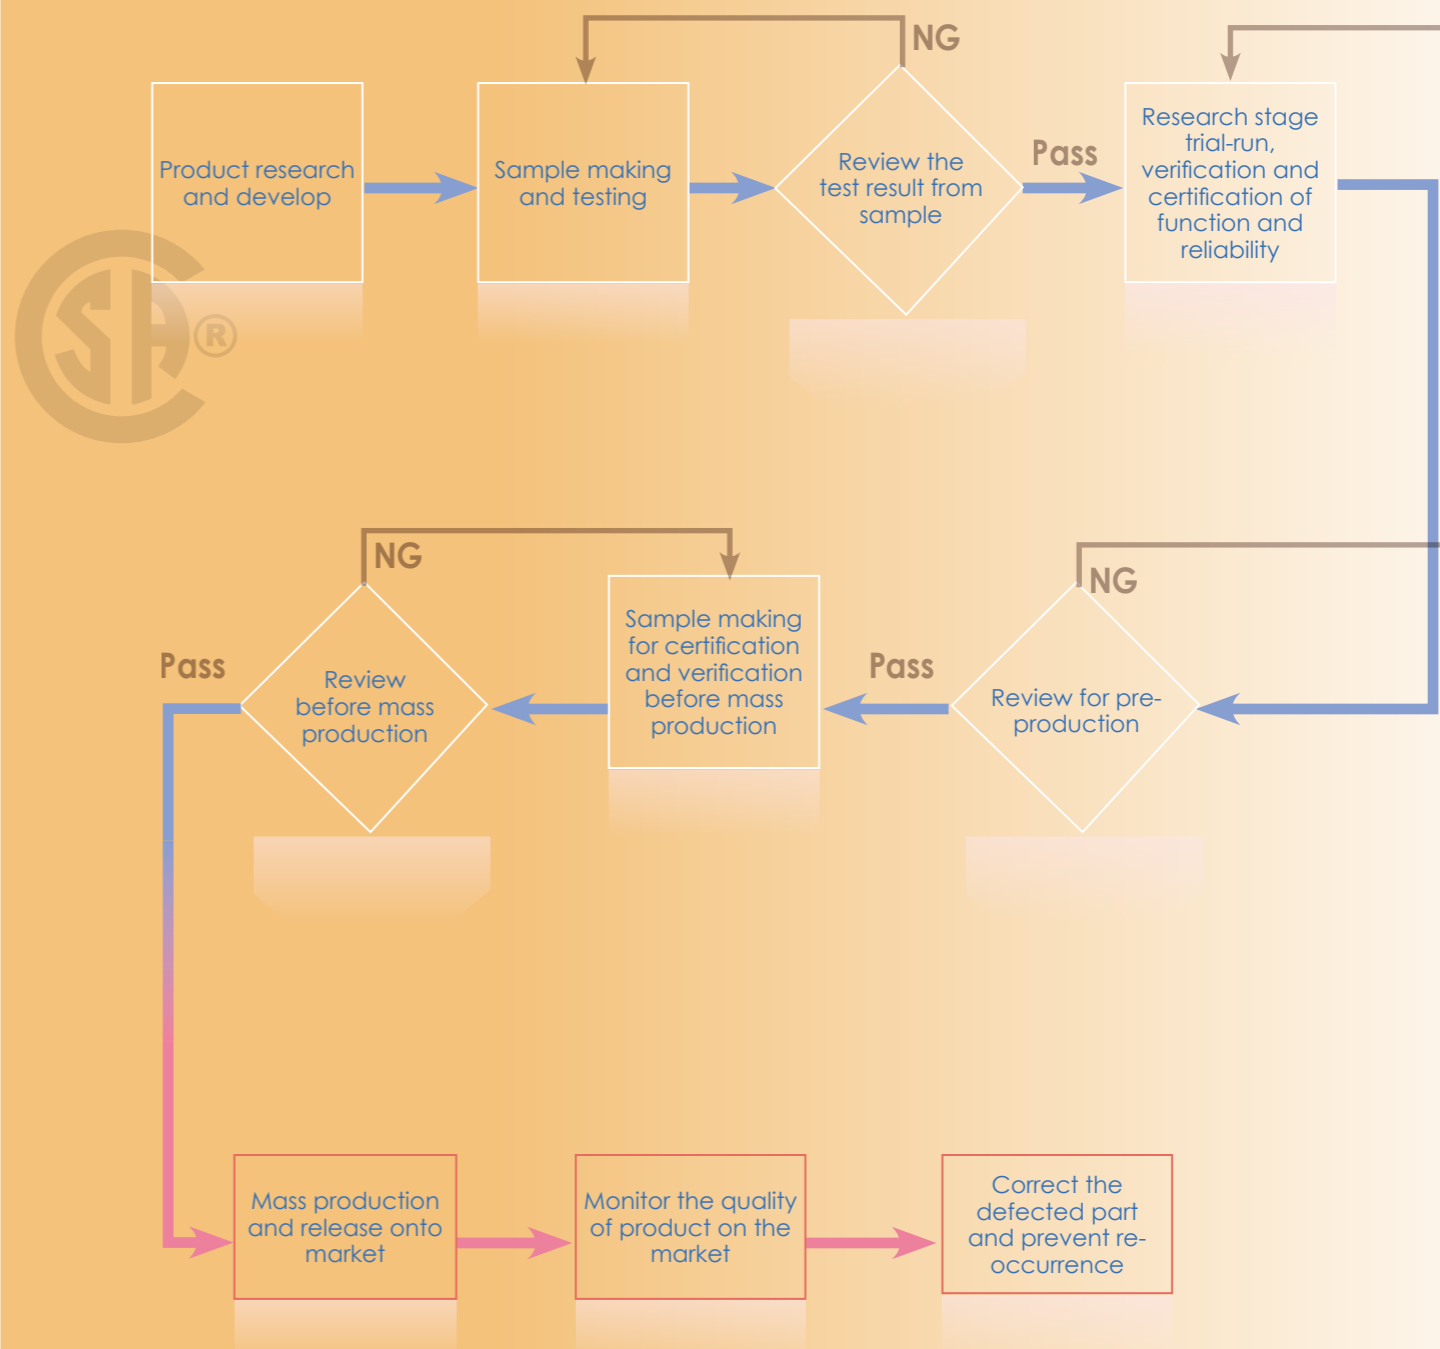 NG
Product research
and develop
Sample making
and testing
Review the
test result from
sample
Pass
Research stage
trial-run,
verification and
certification of
function and
reliability
CSA®
NG
Pass
Review
before mass
production
Sample making
for certification
and verification
before mass
production
Pass
NG
Review for pre-
production
Mass production
and release onto
market
Monitor the quality
of product on the
market
Correct the
defected part
and prevent re-
occurrence